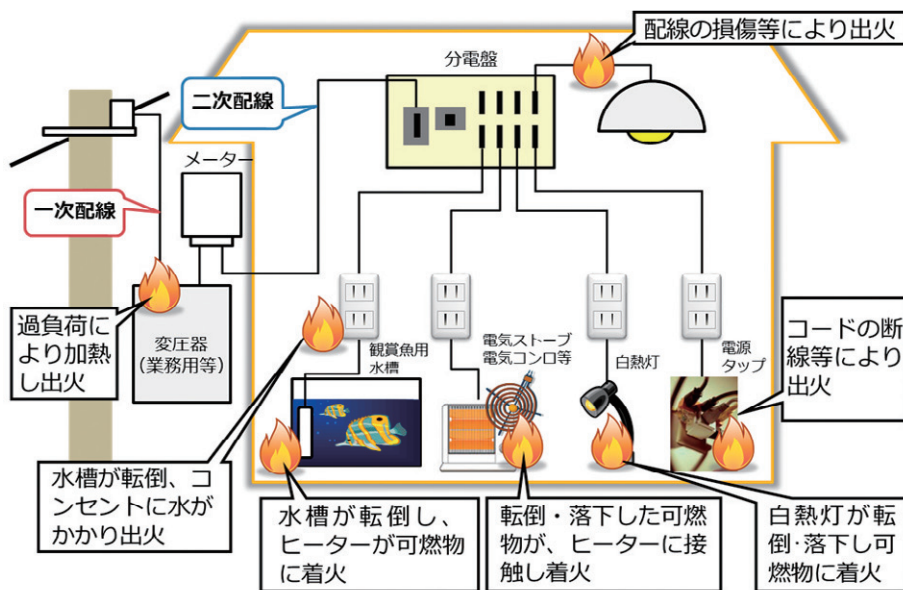 配線の損傷等により出火
分電盤
二次配線
メーター
一次配線
過負荷に
より加熱
し出火
変圧器
（業務用等）
観賞魚用
水槽
電気ストーブ
電気コンロ等
白熱灯
電源
タップ
コードの断
線等により
出火
水槽が転倒、コ
ンセントに水が
かかり出火
水槽が転倒し、
ヒーターが可燃物
に着火
転倒・落下した可燃
物が、ヒーターに接
触し着火
白熱灯が転
倒・落下し可
燃物に着火